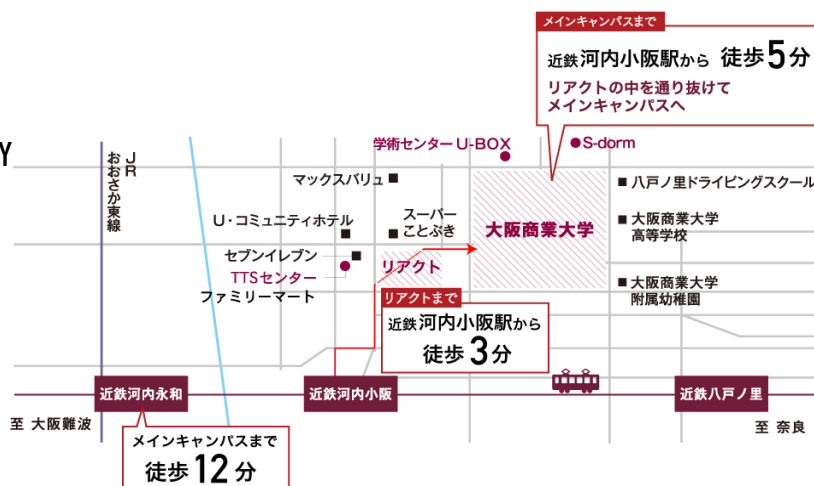 メインキャンパスまで
近鉄河内小阪駅から 徒歩5分
リアクトの中を通り抜けて
メインキャンパスへ
Y
JR
おおさか東線
学術センターU-BOX
S-dorm
マックスバリュ
八戸ノ里ドライビングスクール
U・コミュニティホテル
スーパー
ことぶき
大阪商業大学
大阪商業大学
高等学校
セブンイレブン
リアクト
TTSセンター
ファミリーマート
大阪商業大学
附属幼稚園
リアクトまで
近鉄河内小阪駅から
徒歩3分
近鉄河内永和
近鉄河内小阪
近鉄八戸ノ里
至 大阪難波
至 奈良
メインキャンパスまで
徒歩12分